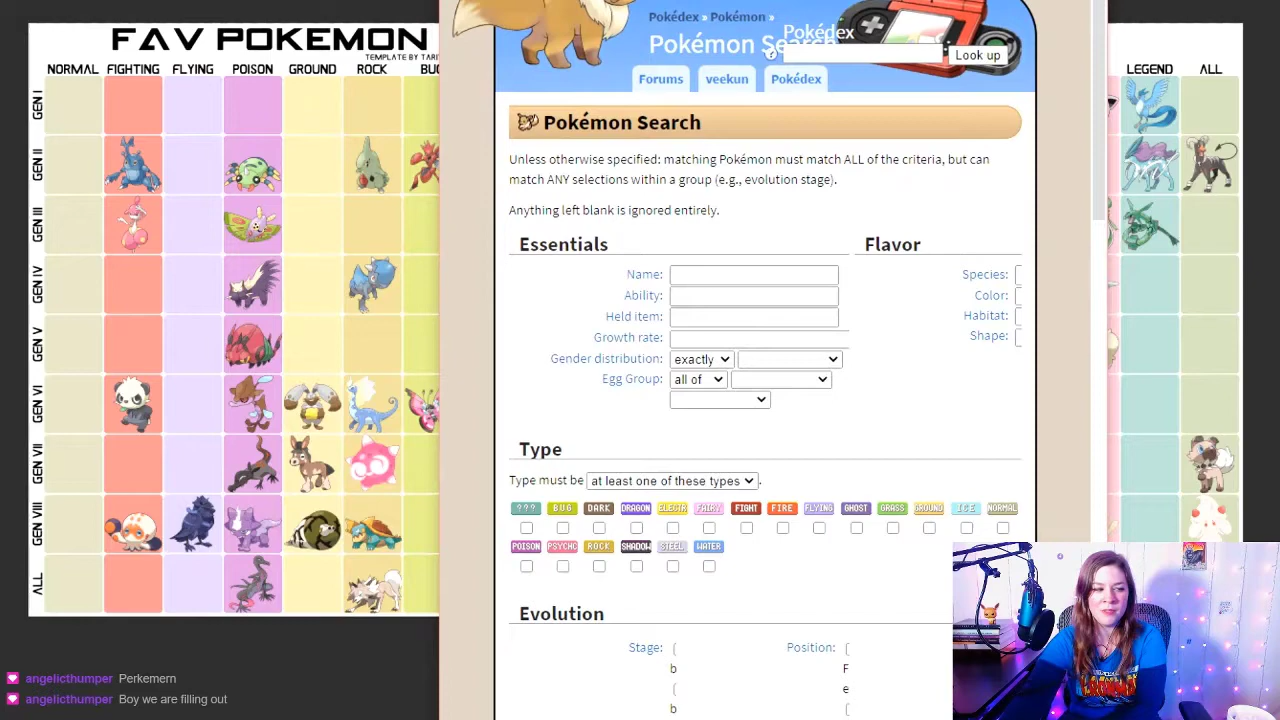 FAV POKEMON
TEMPLATE BY TARI
NORMAL FIGHTING FLYING POISON GROUND ROCK BUG
GEN I
GEN II
GEN III
GEN IV
GEN V
GEN VI
GEN VII
GEN VIII
ALL
LEGEND ALL
Pokédex » Pokémon »
Pokémon Search
Pokédex
? Look up
Forums veekun Pokédex
Pokémon Search
Unless otherwise specified: matching Pokémon must match ALL of the criteria, but can
match ANY selections within a group (e.g., evolution stage).
Anything left blank is ignored entirely.
Essentials
Name:
Ability:
Held item:
Growth rate:
Gender distribution: exactly
Egg Group: all of
Flavor
Species:
Color:
Habitat:
Shape:
Type
Type must be at least one of these types .
??? BUG DARK DRAGON ELECTR FAIRY FIGHT FIRE FLYING GHOST GRASS GROUND ICE NORMAL
POISON PSYCHC ROCK SHADOW STEEL WATER
Evolution
Stage: (
b
(
b
Position: (
F
e
(
angelicthumper Perkemern
angelicthumper Boy we are filling out